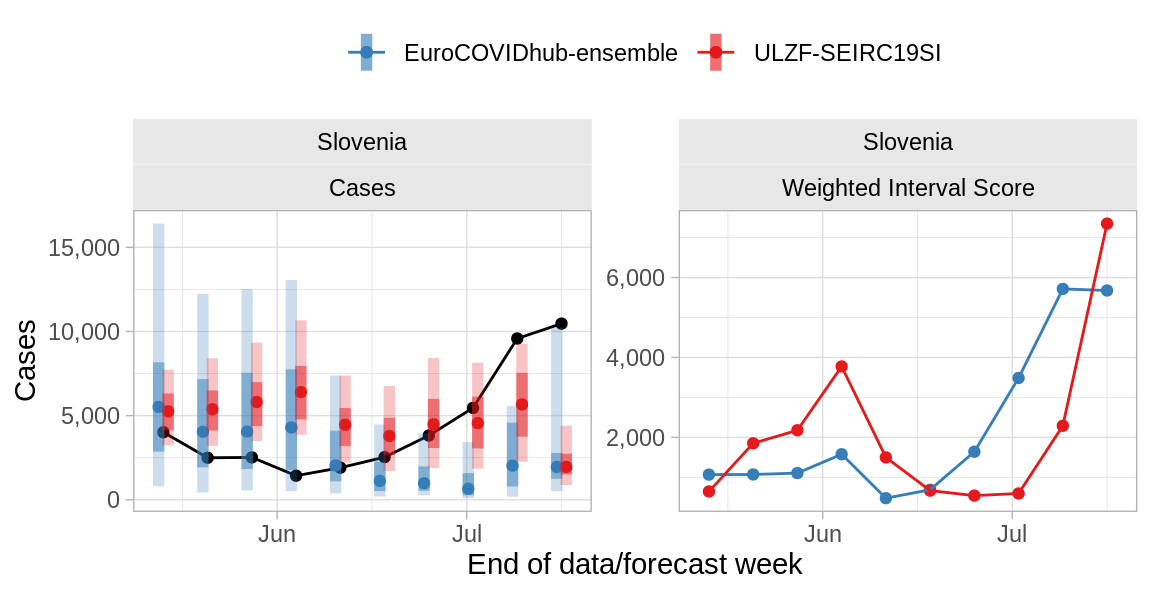 EuroCOVIDhub-ensemble ULZF-SEIRC19SI
Slovenia
Cases
Cases
15,000
10,000
5,000
0
Jun Jul
Slovenia
Weighted Interval Score
6,000
4,000
2,000
Jun Jul
End of data/forecast week